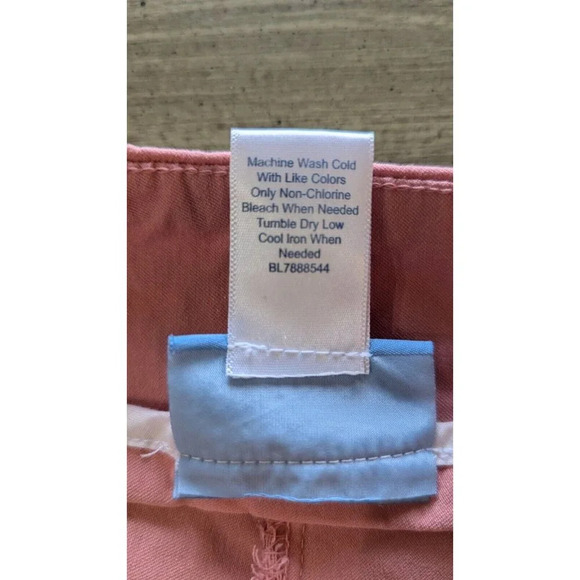 Machine Wash Cold
With Like Colors
Only Non-Chlorine
Bleach When Needed
Tumble Dry Low
Cool Iron When
Needed
BL7888544